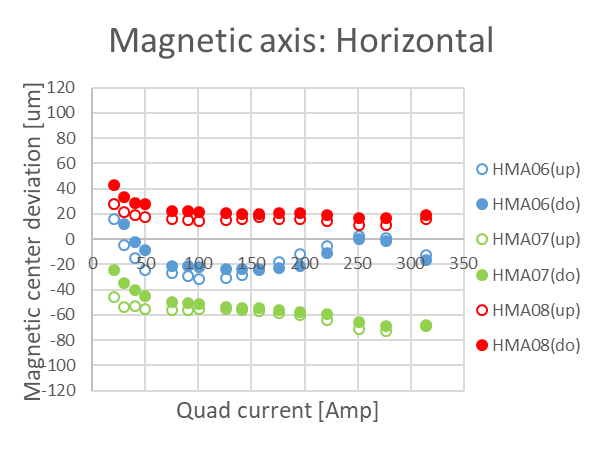 Magnetic axis: Horizontal
Magnetic center deviation [um]
120
100
80
60
40
20
0
-20
-40
-60
-80
-100
-120
0 50 100 150 200 250 300 350
Quad current [Amp]
HMA06(up)
HMA06(do)
HMA07(up)
HMA07(do)
HMA08(up)
HMA08(do)